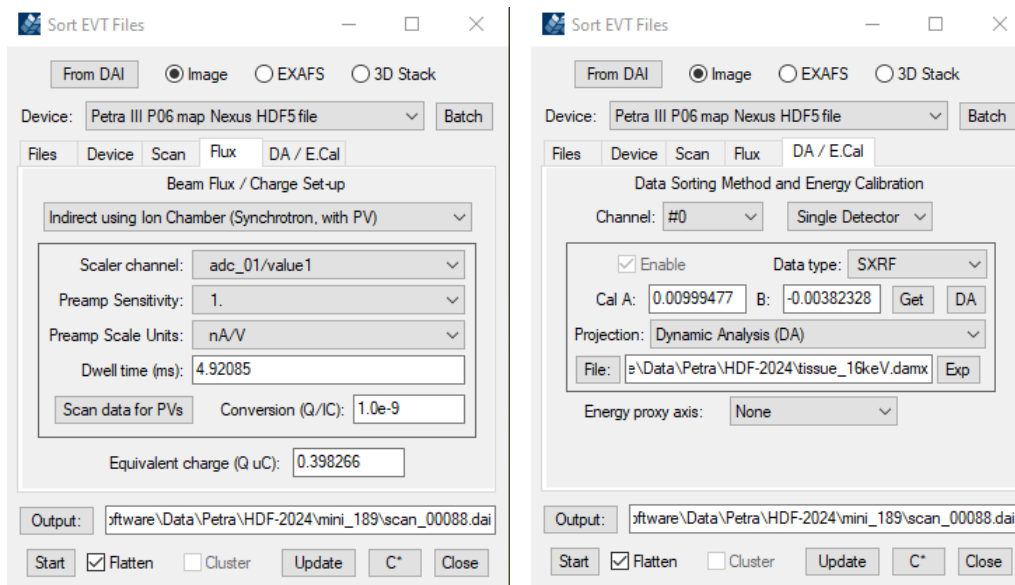 Sort EVT Files
From DAI Image EXAFS 3D Stack
Device: Petra III P06 map Nexus HDF5 file Batch
Files Device Scan Flux DA / E.Cal
Beam Flux / Charge Set-up
Indirect using Ion Chamber (Synchrotron, with PV)
Scaler channel: adc_01/value1
Preamp Sensitivity: 1.
Preamp Scale Units: nA/V
Dwell time (ms): 4.92085
Scan data for PVs Conversion (Q/IC): 1.0e-9
Equivalent charge (Q uC): 0.398266
Output: oftware\Data\Petra\HDF-2024\mini_189\scan_00088.dai
Start Flatten Cluster Update C* Close
Sort EVT Files
From DAI Image EXAFS 3D Stack
Device: Petra III P06 map Nexus HDF5 file Batch
Files Device Scan Flux DA / E.Cal
Data Sorting Method and Energy Calibration
Channel: #0 Single Detector
Enable Data type: SXRF
Cal A: 0.00999477 B: -0.00382328 Get DA
Projection: Dynamic Analysis (DA)
File: e\Data\Petra\HDF-2024\tissue_16keV.damx Exp
Energy proxy axis: None
Output: oftware\Data\Petra\HDF-2024\mini_189\scan_00088.dai
Start Flatten Cluster Update C* Close